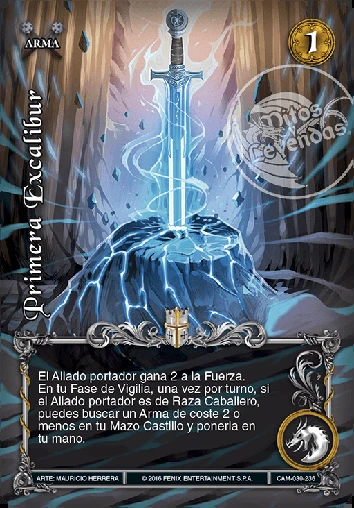 ARMA
1
Mitos
Leyendas
Primera Excalibur
El Aliado portador gana 2 a la Fuerza.
En tu Fase de Vigilia, una vez por turno, si
el Aliado portador es de Raza Caballero,
puedes buscar un Arma de coste 2 o
menos en tu Mazo Castillo y ponerla en
tu mano.
ARTE: MAURICIO HERRERA
© 2016 FENIX ENTERTAINMENT S.P.A.